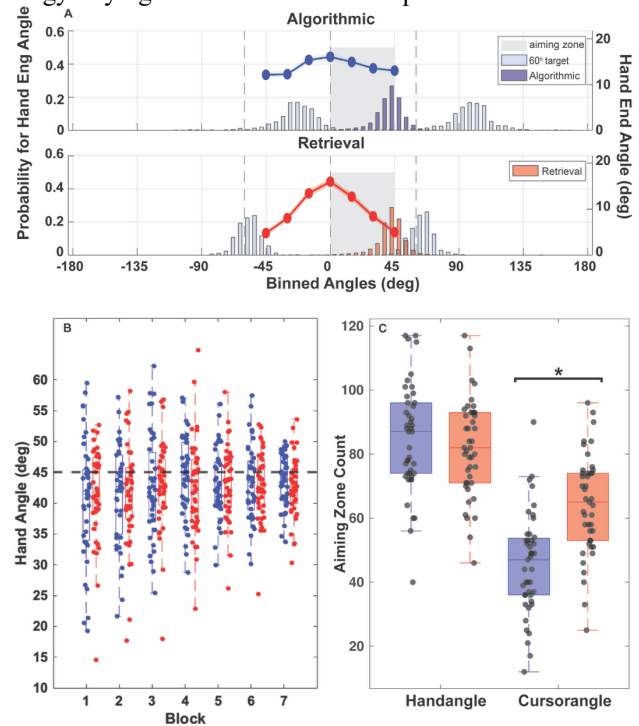 A
Algorithmic
Probability for Hand Eng Angle
Hand End Angle (deg)
0.6
0.4
0.2
0
20
10
0
aiming zone
60° target
Algorithmic
Retrieval
0.6
0.4
0.2
0
20
10
0
Retrieval
-180 -135 -90 -45 0 45 90 135 180
Binned Angles (deg)
B
Hand Angle (deg)
60
55
50
45
40
35
30
25
20
15
10
1 2 3 4 5 6 7
Block
C
*
Aiming Zone Count
120
100
80
60
40
20
Handangle Cursorangle